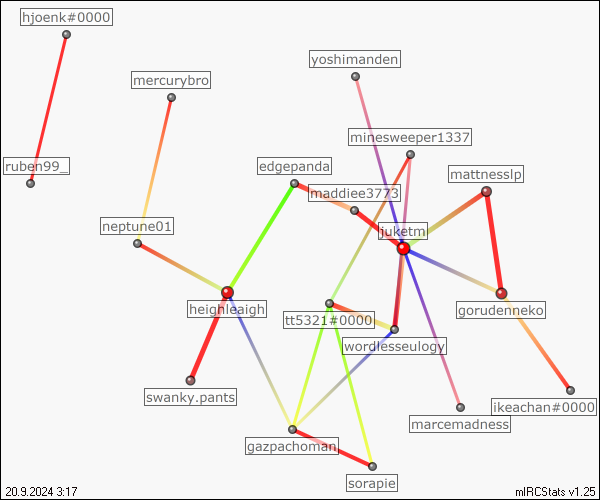 hjoenk#0000
yoshimanden
mercurybro
minesweeper1337
ruben99_
edgepanda
mattnesslp
maddiee3773
neptune01
juketm
heighleaigh
gorudenneko
tt5321#0000
wordlesseulogy
swanky.pants
ikeachan#0000
marcemadness
gazpachoman
sorapie
20.9.2024 3:17
mIRCStats v1.25